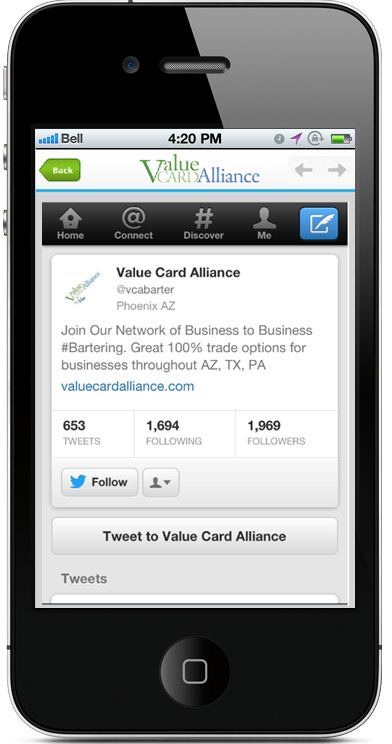 Bell 4:20 PM
Back
Value
CARD Alliance
Home Connect Discover Me
Value Card Alliance
@vcabarter
Phoenix AZ
Join Our Network of Business to Business
#Bartering. Great 100% trade options for
businesses throughout AZ, TX, PA
valuecardalliance.com
653 1,694 1,969
TWEETS FOLLOWING FOLLOWERS
Follow
Tweet to Value Card Alliance
Tweets